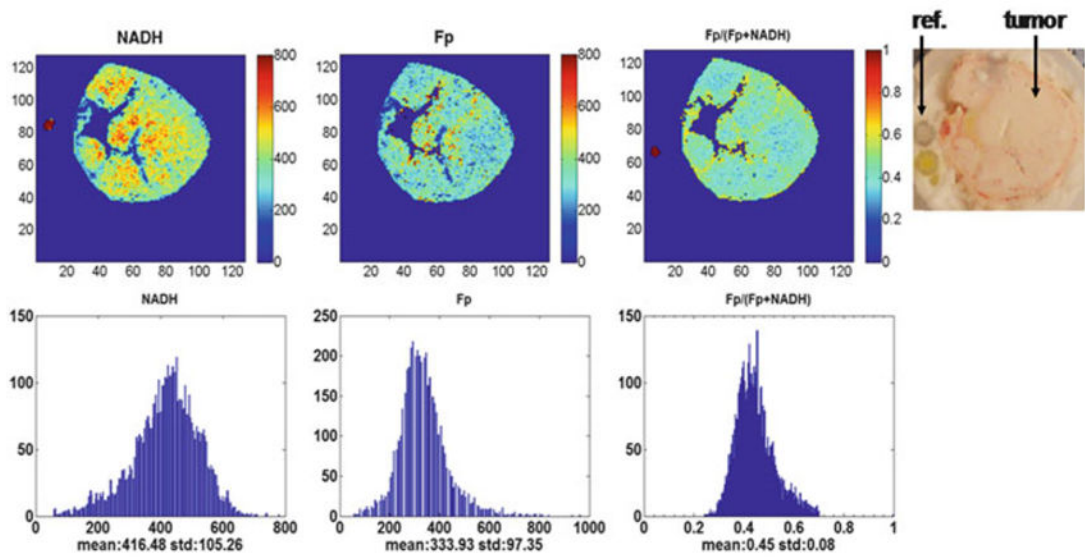 ref. tumor
NADH Fp Fp/(Fp+NADH)
120 800 120 800 120 1
100 100 100
600 600 0.8
80 80 80
0.6
60 400 60 400 60
0.4
40 200 40 200 40
20 20 20 0.2
0 0 0
20 40 60 80 100 120 20 40 60 80 100 120 20 40 60 80 100 120
NADH Fp Fp/(Fp+NADH)
150 250 150
200
100 150 100
100
50 50
50
0 0 0
0 200 400 600 800 0 200 400 600 800 1000 0 0.2 0.4 0.6 0.8 1
mean:416.48 std:105.26 mean:333.93 std:97.35 mean:0.45 std:0.08